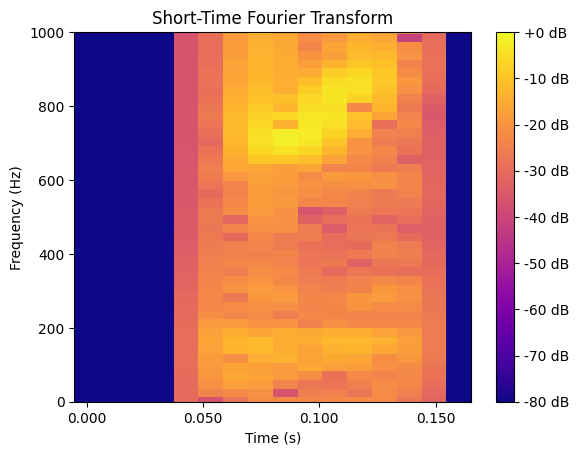 Short-Time Fourier Transform
1000
800
600
400
200
0
Frequency (Hz)
0.000
0.050
0.100
0.150
Time (s)
+0 dB
-10 dB
-20 dB
-30 dB
-40 dB
-50 dB
-60 dB
-70 dB
-80 dB